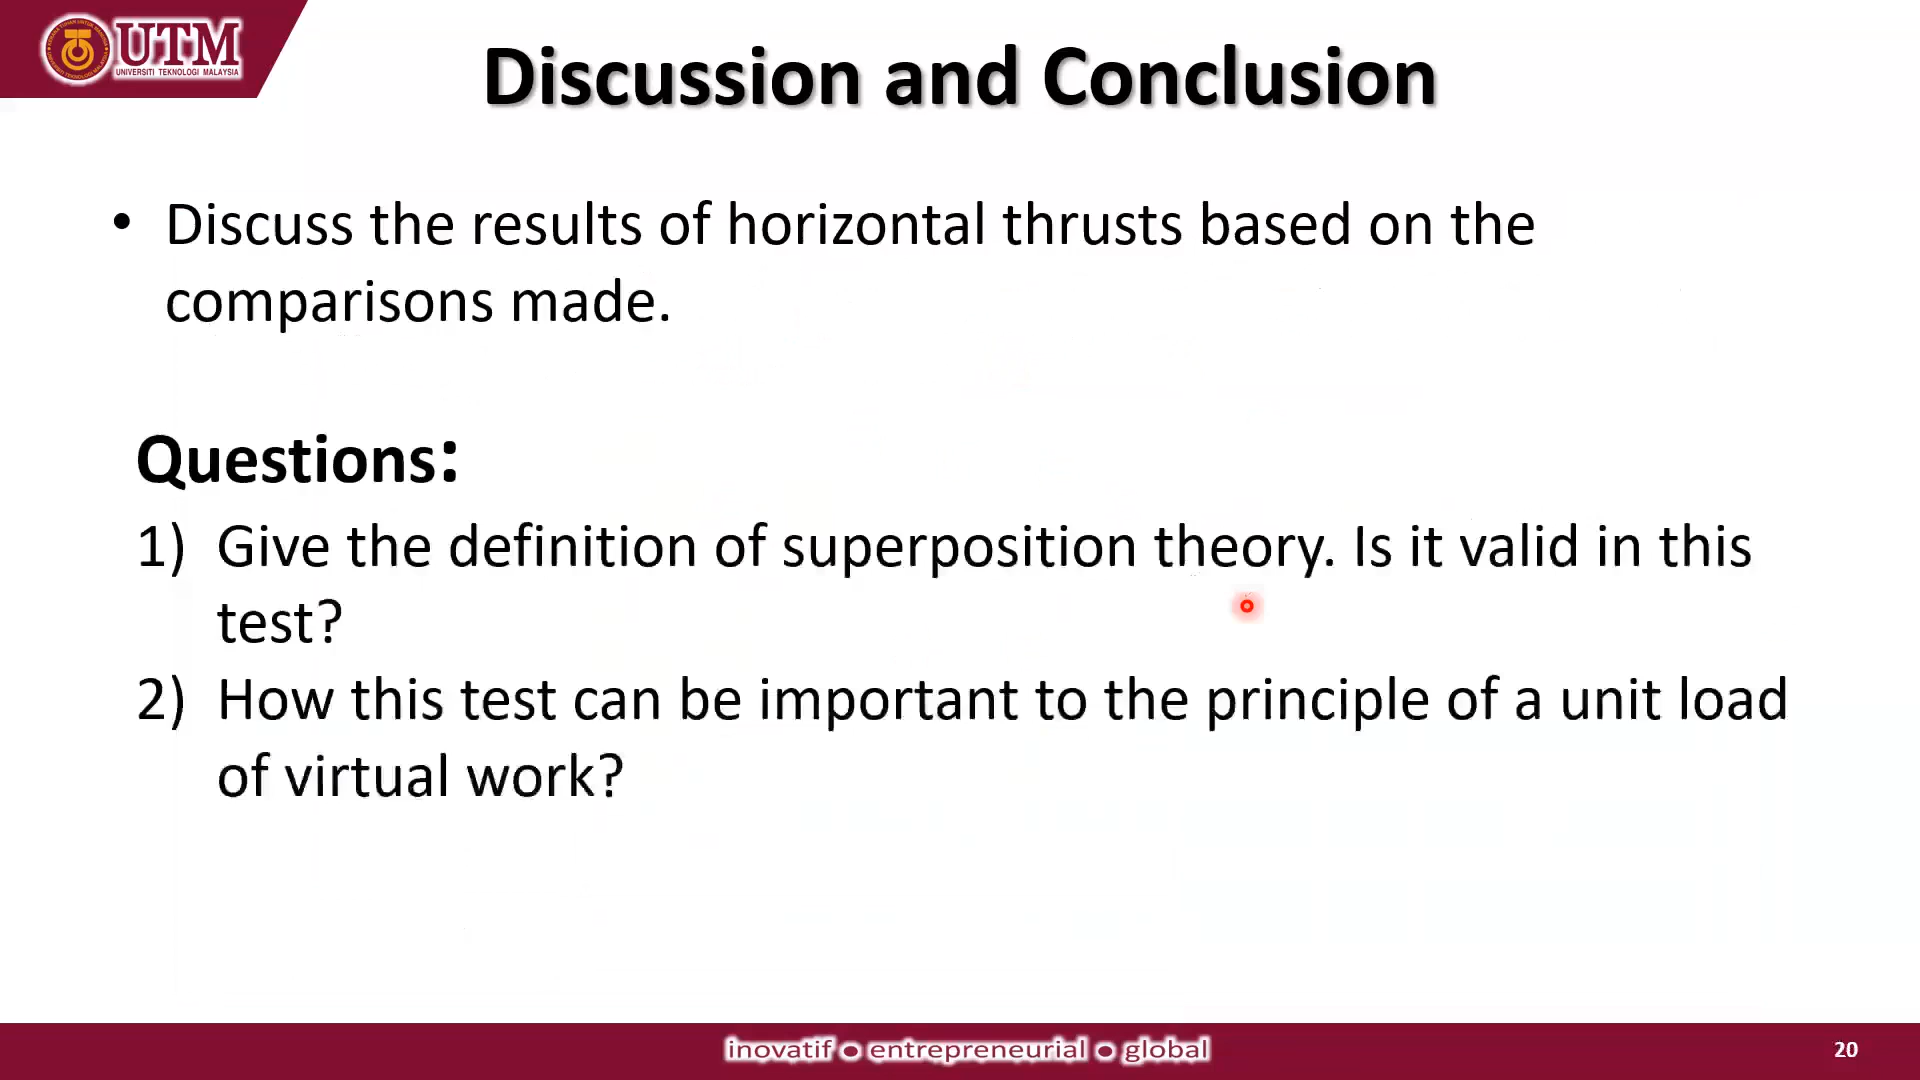 UTM
UNIVERSITI TEKNOLOGI MALAYSIA
Discussion and Conclusion
• Discuss the results of horizontal thrusts based on the
comparisons made.
Questions:
1) Give the definition of superposition theory. Is it valid in this
test?
2) How this test can be important to the principle of a unit load
of virtual work?
inovatif ● entrepreneurial ● global
20